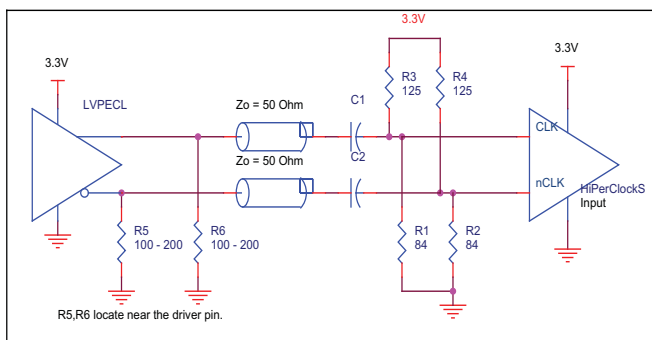 3.3V
3.3V
3.3V
LVPECL
R3
125
R4
125
Zo = 50 Ohm
C1
CLK
Zo = 50 Ohm
C2
nCLK
HiPerClockS
Input
R5
100 - 200
R6
100 - 200
R1
84
R2
84
R5,R6 locate near the driver pin.